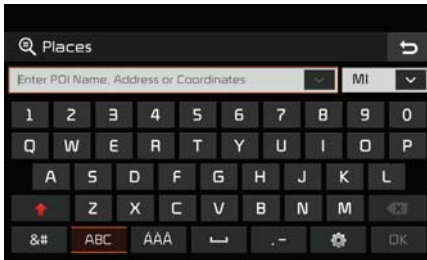 Places
Enter POI Name, Address or Coordinates MI
1 2 3 4 5 6 7 8 9 0
Q W E R T Y U I O P
A S D F G H J K L
Z X C V B N M
&# ABC ÀÁÂ .- OK